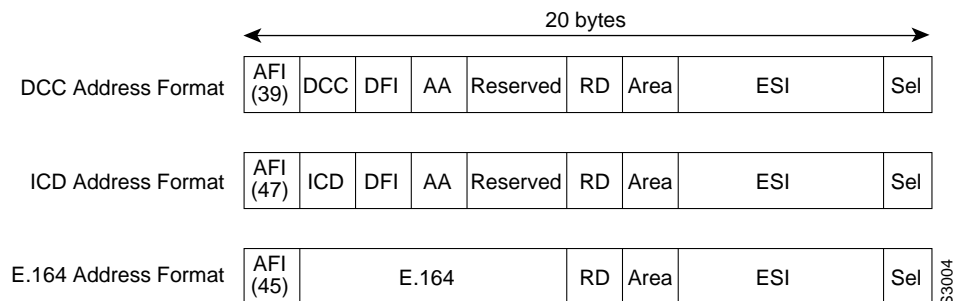 20 bytes
DCC Address Format AFI (39) DCC DFI AA Reserved RD Area ESI Sel
ICD Address Format AFI (47) ICD DFI AA Reserved RD Area ESI Sel
E.164 Address Format AFI (45) E.164 RD Area ESI Sel
S3004